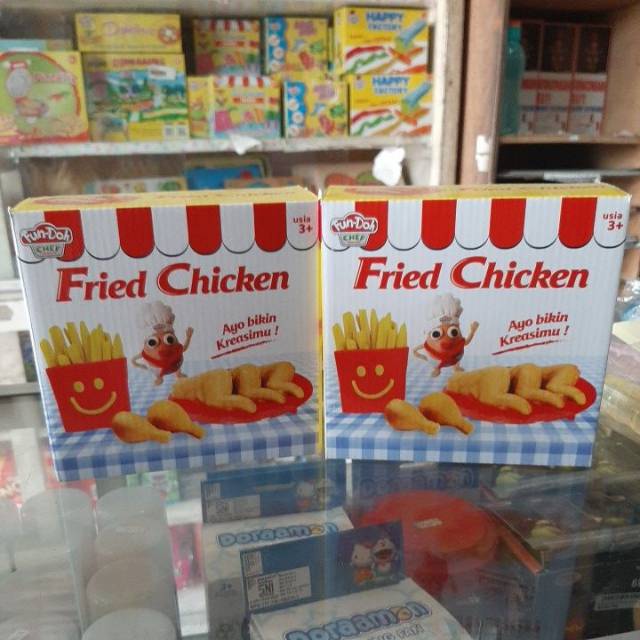 HAPPY
FACTORY
HAPPY
FACTORY
Fun-Doh
CHEF
usia
3+
Fried Chicken
Ayo bikin
Kreasimu !
Fun-Doh
CHEF
usia
3+
Fried Chicken
Ayo bikin
Kreasimu !
Doraemon
SNI
Doraemon